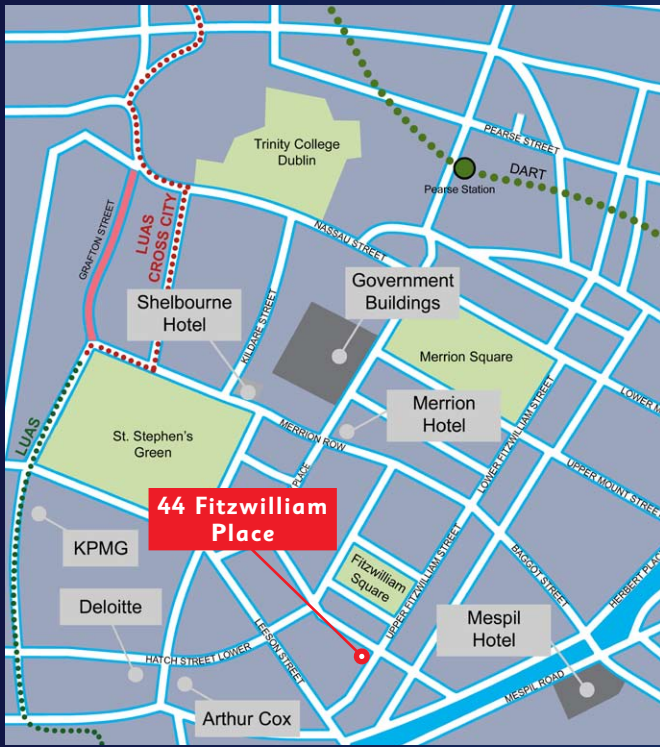 Trinity College
Dublin
PEARSE STREET
DART
Pearse Station
GRAFTON STREET
LUAS
CROSS CITY
NASSAU STREET
Shelbourne
Hotel
KILDARE STREET
Government
Buildings
Merrion Square
Merrion
Hotel
LOWER FITZWILLIAM STREET
LOWER M
LUAS
St. Stephen's
Green
MERRION ROW
UPPER MOUNT STREET
PLACE
44 Fitzwilliam
Place
KPMG
Fitzwilliam
Square
UPPER FITZWILLIAM STREET
BAGGOT STREET
HERBERT PLACE
Deloitte
LEESON STREET
Mespil
Hotel
HATCH STREET LOWER
MESPIL ROAD
Arthur Cox